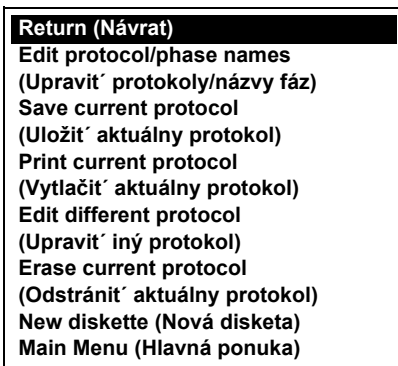 Return (Návrat)
Edit protocol/phase names
(Upravit´ protokoly/názvy fáz)
Save current protocol
(Uložit´ aktuálny protokol)
Print current protocol
(Vytlačit´ aktuálny protokol)
Edit different protocol
(Upravit´ iný protokol)
Erase current protocol
(Odstránit´ aktuálny protokol)
New diskette (Nová disketa)
Main Menu (Hlavná ponuka)